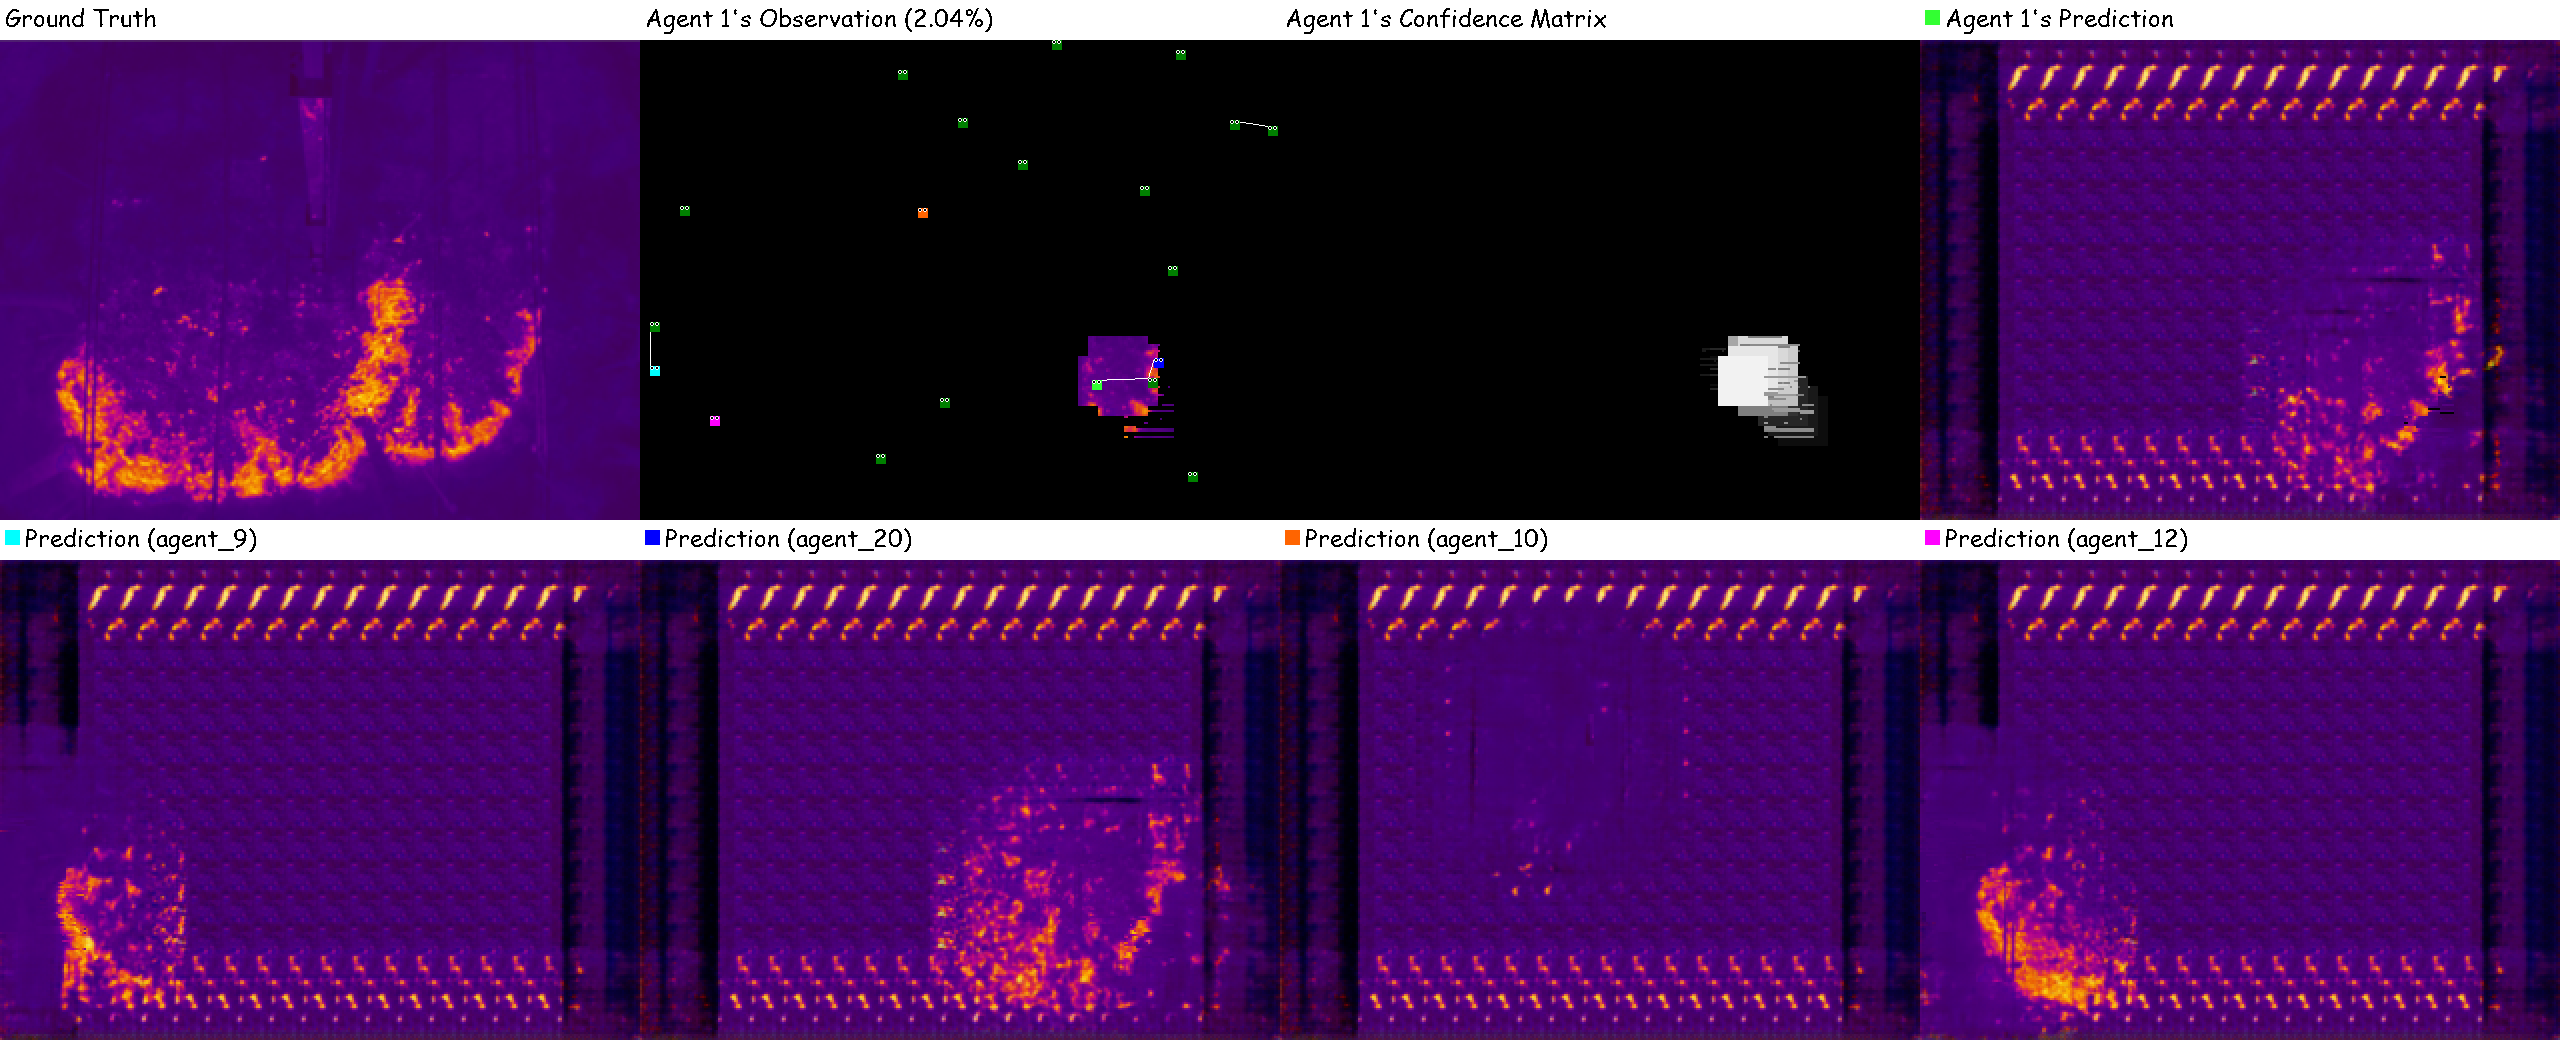 Ground Truth
Agent 1's Observation (2.04%)
Agent 1's Confidence Matrix
Agent 1's Prediction
Prediction (agent_9)
Prediction (agent_20)
Prediction (agent_10)
Prediction (agent_12)